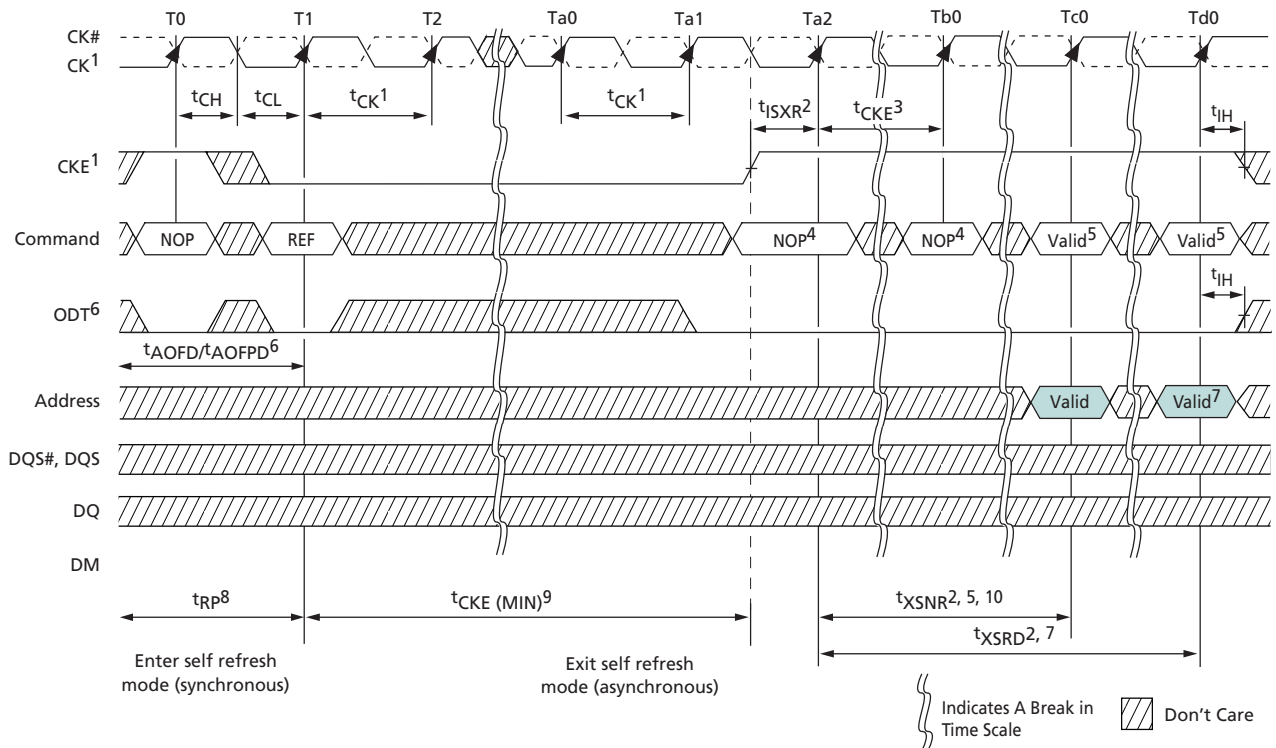 T0 T1 T2 Ta0 Ta1 Ta2 Tb0 Tc0 Td0
CK#
CK¹
tCH tCL tCK¹ tCK¹ tISXR² tCKE³ tIH
CKE¹
Command NOP REF NOP⁴ NOP⁴ Valid⁵ Valid⁵
tIH
ODT⁶
tAOFD/tAOFPD⁶
Address Valid Valid⁷
DQS#, DQS
DQ
DM
tRP⁸ tCKE (MIN)⁹ tXSNR², ⁵, ¹⁰
tXSRD², ⁷
Enter self refresh
mode (synchronous)
Exit self refresh
mode (asynchronous)
Indicates A Break in
Time Scale
Don't Care